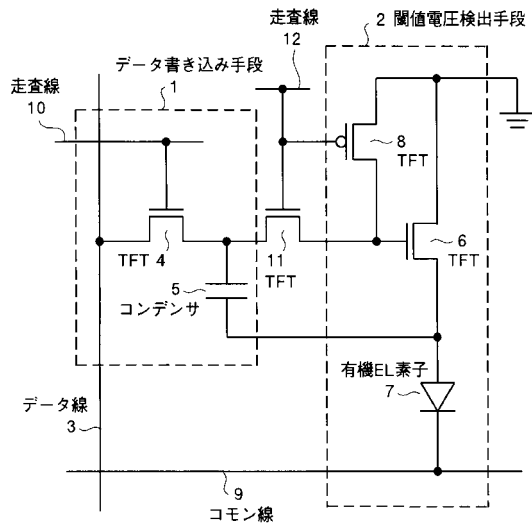 2 閾値電圧検出手段
走査線
12
データ書き込み手段
1
走査線
10
8
TFT
TFT 4
11
TFT
6
TFT
5
コンデンサ
有機EL素子
7
データ線
3
9
コモン線